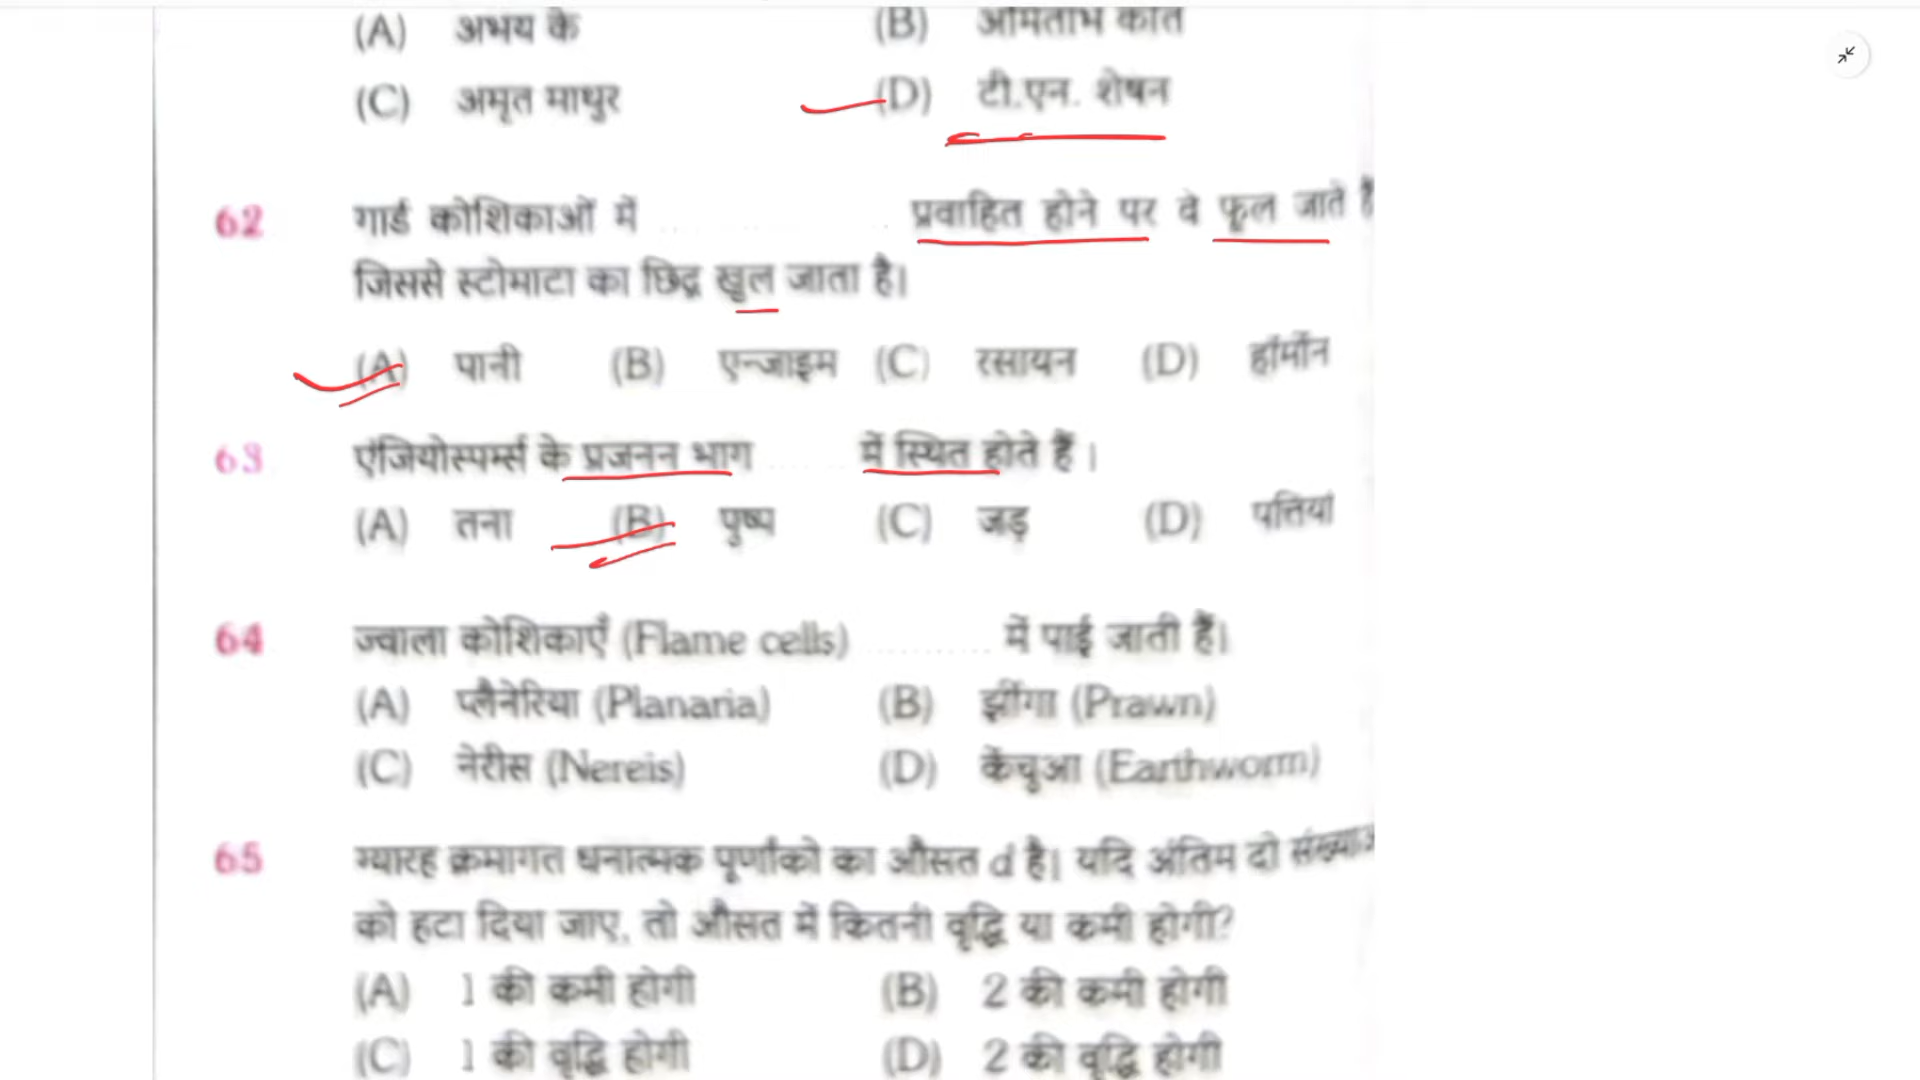 (A) अभय के (B) अमिताभ कांत
(C) अमृत माथुर (D) टी.एन. शेषन
62 गार्ड कोशिकाओं में .......... प्रवाहित होने पर वे फूल जाते हैं
जिससे स्टोमाटा का छिद्र खुल जाता है।
(A) पानी (B) एन्जाइम (C) रसायन (D) हॉर्मोन
63 एंजियोस्पर्म्स के प्रजनन भाग ...... में स्थित होते हैं ।
(A) तना (B) पुष्प (C) जड़ (D) पत्तियां
64 ज्वाला कोशिकाएँ (Flame cells) .......... में पाई जाती हैं।
(A) प्लैनेरिया (Planaria) (B) झींगा (Prawn)
(C) नेरीस (Nereis) (D) केंचुआ (Earthworm)
65 ग्यारह क्रमागत धनात्मक पूर्णांको का औसत d है। यदि अंतिम दो
को हटा दिया जाए, तो औसत में कितनी वृद्धि या कमी होगी?
(A) 1 की कमी होगी (B) 2 की कमी होगी
(C) 1 की वृद्धि होगी (D) 2 की वृद्धि होगी